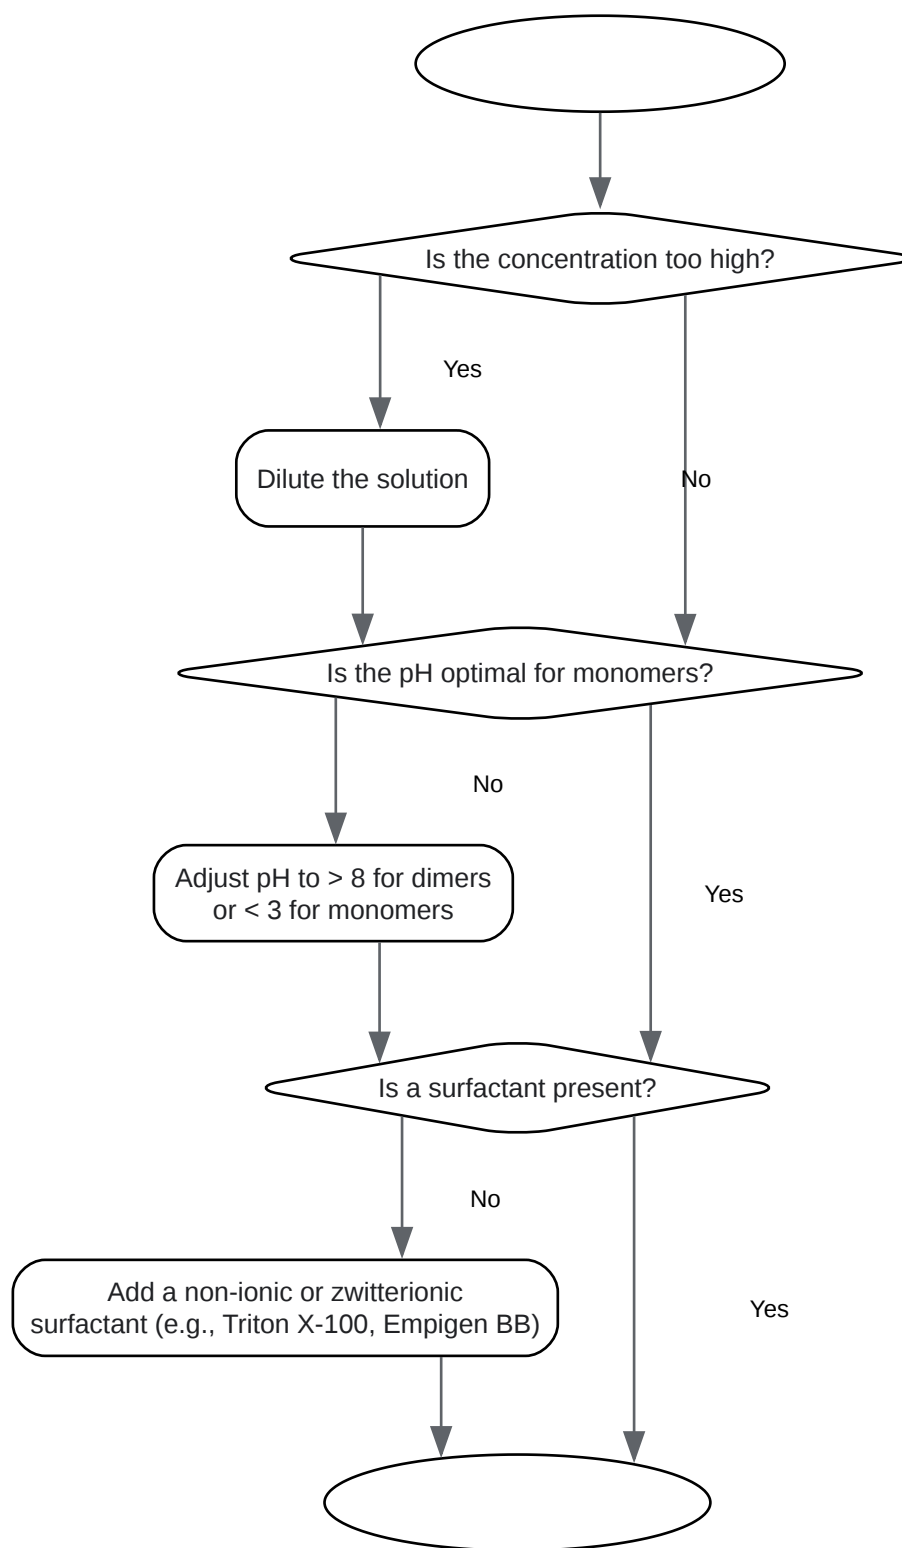 Is the concentration too high?
Yes
Dilute the solution
No
Is the pH optimal for monomers?
No
Adjust pH to > 8 for dimers
or < 3 for monomers
Yes
Is a surfactant present?
No
Add a non-ionic or zwitterionic
surfactant (e.g., Triton X-100, Empigen BB)
Yes